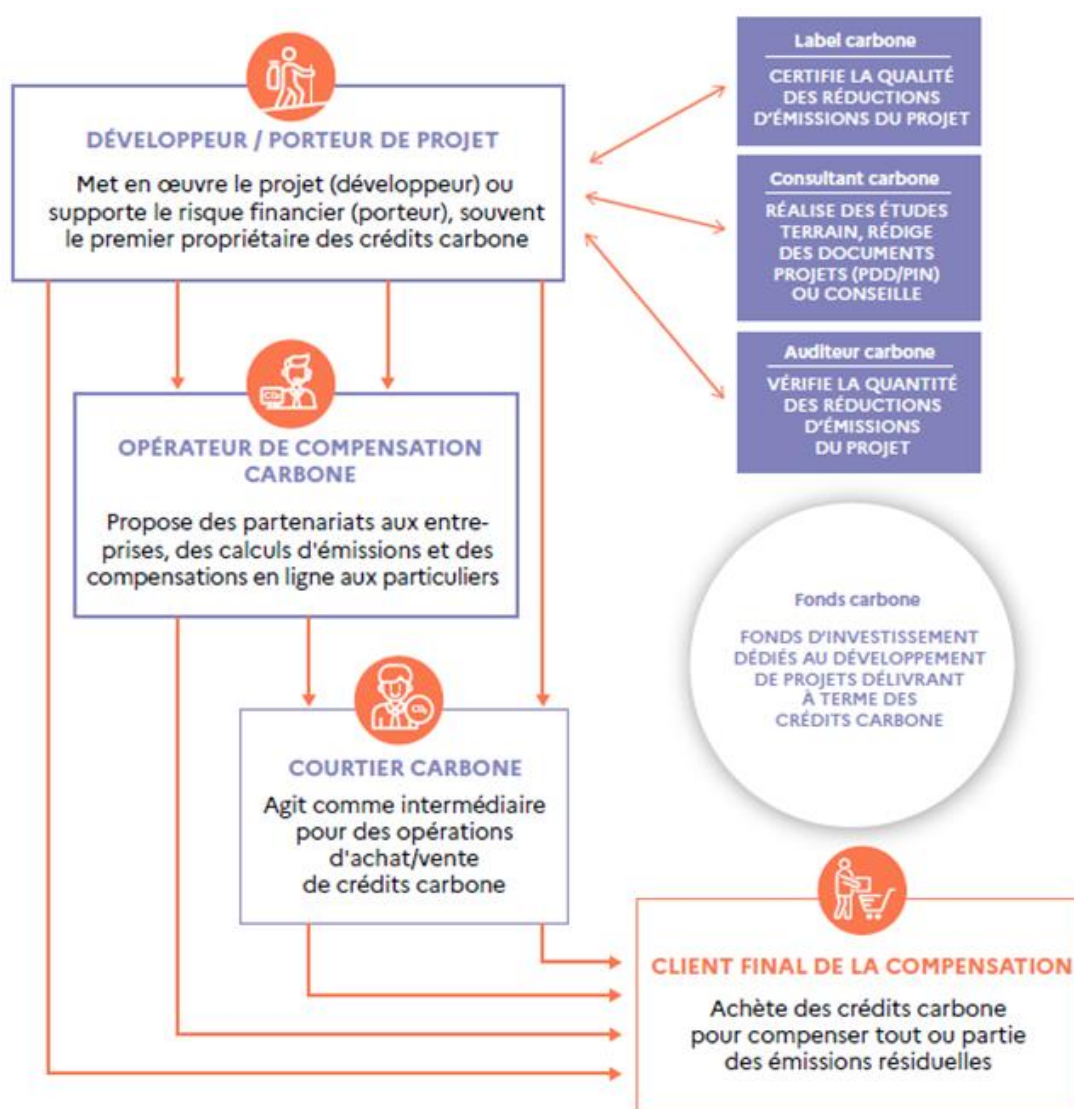 DÉVELOPPEUR / PORTEUR DE PROJET
Met en œuvre le projet (développeur) ou
supporte le risque financier (porteur), souvent
le premier propriétaire des crédits carbone
Label carbone
CERTIFIE LA QUALITÉ
DES RÉDUCTIONS
D'ÉMISSIONS DU PROJET
Consultant carbone
RÉALISE DES ÉTUDES
TERRAIN, RÉDIGE
DES DOCUMENTS
PROJETS (PDD/PIN)
OU CONSEILLE
Auditeur carbone
VÉRIFIE LA QUANTITÉ
DES RÉDUCTIONS
D'ÉMISSIONS
DU PROJET
CO₂
OPÉRATEUR DE COMPENSATION
CARBONE
Propose des partenariats aux entre-
prises, des calculs d'émissions et des
compensations en ligne aux particuliers
Fonds carbone
FONDS D'INVESTISSEMENT
DÉDIÉS AU DÉVELOPPEMENT
DE PROJETS DÉLIVRANT
À TERME DES
CRÉDITS CARBONE
CO₂
COURTIER CARBONE
Agit comme intermédiaire
pour des opérations
d'achat/vente
de crédits carbone
CLIENT FINAL DE LA COMPENSATION
Achète des crédits carbone
pour compenser tout ou partie
des émissions résiduelles